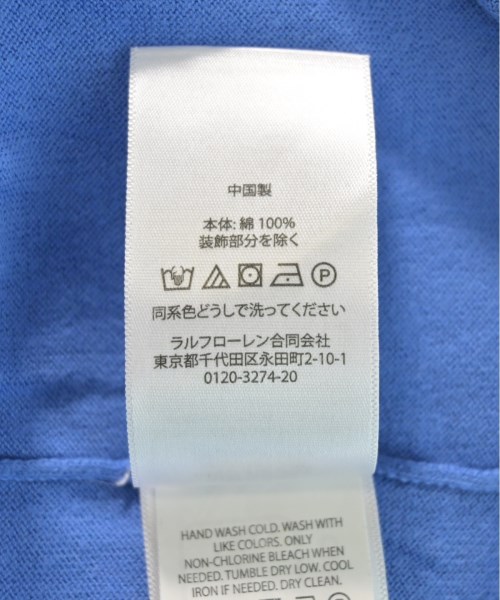 中国製
本体: 綿 100%
装飾部分を除く
P
同系色どうしで洗ってください
ラルフローレン合同会社
東京都千代田区永田町2-10-1
0120-3274-20
HAND WASH COLD. WASH WITH
LIKE COLORS. ONLY
NON-CHLORINE BLEACH WHEN
NEEDED. TUMBLE DRY LOW. COOL
IRON IF NEEDED. DRY CLEAN.